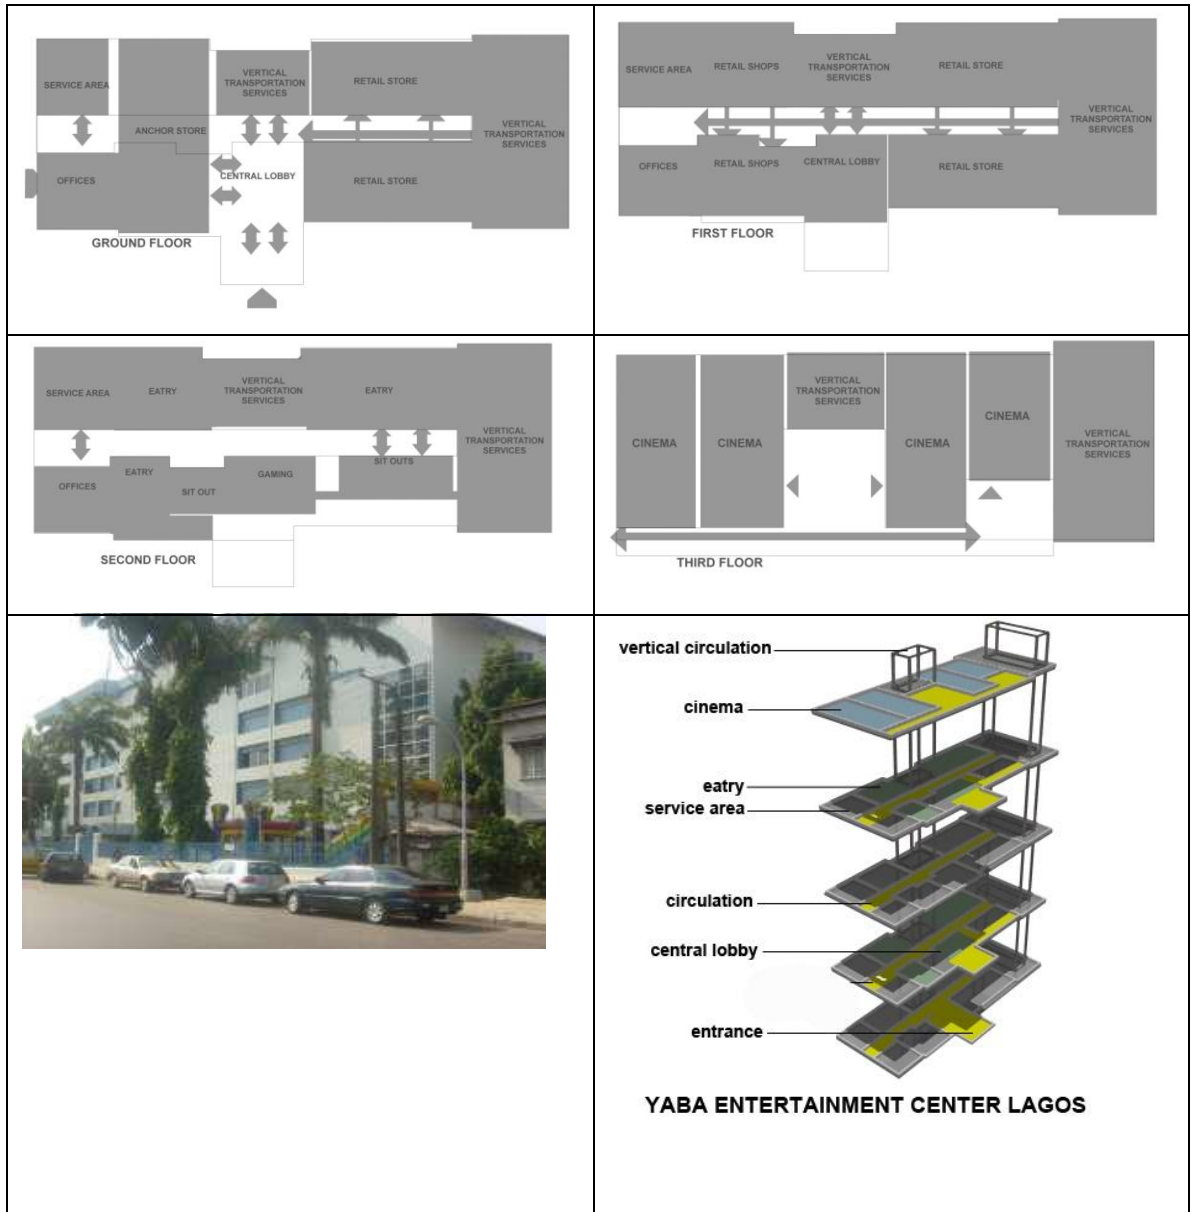 SERVICE AREA
ANCHOR STORE
VERTICAL
TRANSPORTATION
SERVICES
RETAIL STORE
VERTICAL
TRANSPORTATION
SERVICES
OFFICES
CENTRAL LOBBY
RETAIL STORE
GROUND FLOOR
SERVICE AREA
RETAIL SHOPS
VERTICAL
TRANSPORTATION
SERVICES
RETAIL STORE
VERTICAL
TRANSPORTATION
SERVICES
OFFICES
RETAIL SHOPS
CENTRAL LOBBY
RETAIL STORE
FIRST FLOOR
SERVICE AREA
EATRY
VERTICAL
TRANSPORTATION
SERVICES
EATRY
VERTICAL
TRANSPORTATION
SERVICES
OFFICES
EATRY
SIT OUT
GAMING
SIT OUTS
SECOND FLOOR
CINEMA
CINEMA
VERTICAL
TRANSPORTATION
SERVICES
CINEMA
CINEMA
VERTICAL
TRANSPORTATION
SERVICES
THIRD FLOOR
vertical circulation
cinema
eatry
service area
circulation
central lobby
entrance
YABA ENTERTAINMENT CENTER LAGOS